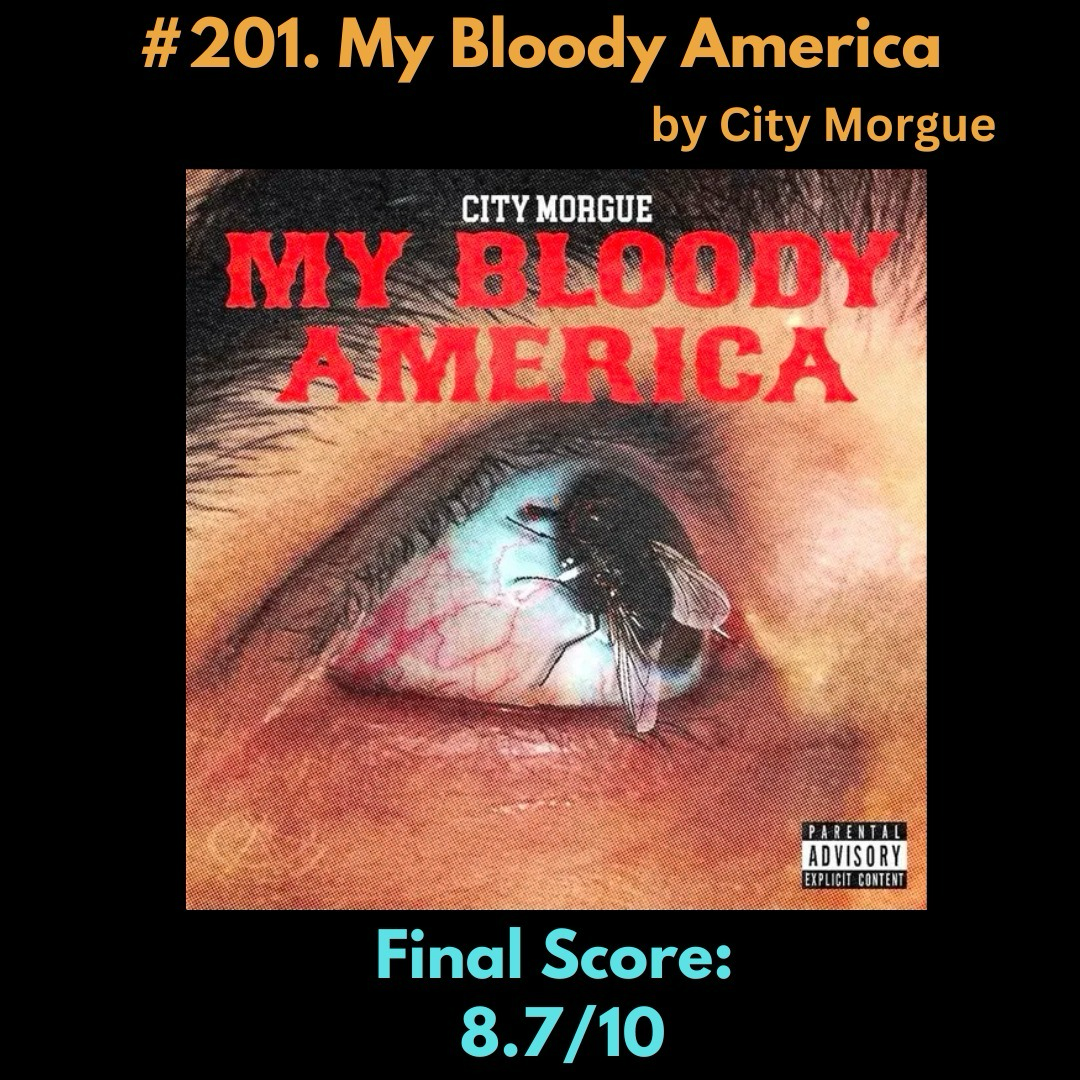 #201. My Bloody America
by City Morgue
CITY MORGUE
MY BLOODY
AMERICA
PARENTAL
ADVISORY
EXPLICIT CONTENT
Final Score:
8.7/10